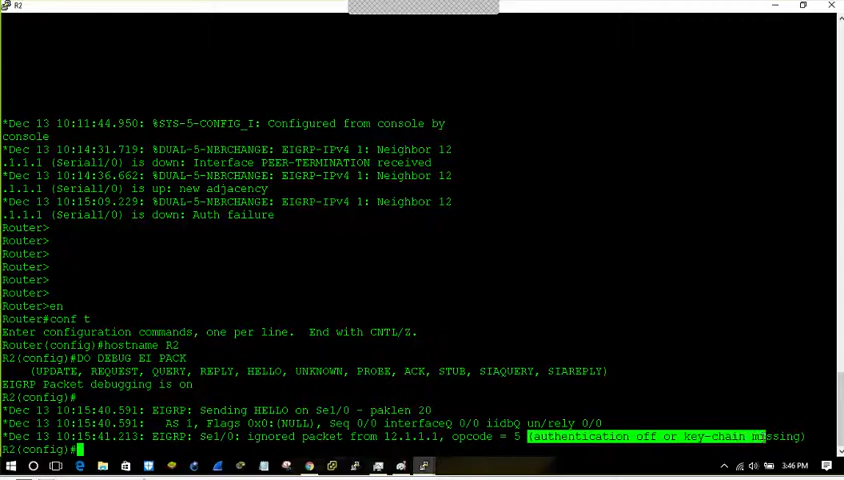 R2
*Dec 13 10:11:44.950: %SYS-5-CONFIG_I: Configured from console by
console
*Dec 13 10:14:31.719: %DUAL-5-NBRCHANGE: EIGRP-IPv4 1: Neighbor 12
.1.1.1 (Serial1/0) is down: Interface PEER-TERMINATION received
*Dec 13 10:14:36.662: %DUAL-5-NBRCHANGE: EIGRP-IPv4 1: Neighbor 12
.1.1.1 (Serial1/0) is up: new adjacency
*Dec 13 10:15:09.229: %DUAL-5-NBRCHANGE: EIGRP-IPv4 1: Neighbor 12
.1.1.1 (Serial1/0) is down: Auth failure
Router>
Router>
Router>
Router>
Router>
Router>
Router>en
Router#conf t
Enter configuration commands, one per line.  End with CNTL/Z.
Router(config)#hostname R2
R2(config)#DO DEBUG EI PACK
(UPDATE, REQUEST, QUERY, REPLY, HELLO, UNKNOWN, PROBE, ACK, STUB, SIAQUERY, SIAREPLY)
EIGRP Packet debugging is on
R2(config)#
*Dec 13 10:15:40.591: EIGRP: Sending HELLO on Se1/0 - paklen 20
*Dec 13 10:15:40.591:   AS 1, Flags 0x0:(NULL), Seq 0/0 interfaceQ 0/0 iidbQ un/rely 0/0
*Dec 13 10:15:41.213: EIGRP: Se1/0: ignored packet from 12.1.1.1, opcode = 5 (authentication off or key-chain missing)
R2(config)#
3:46 PM